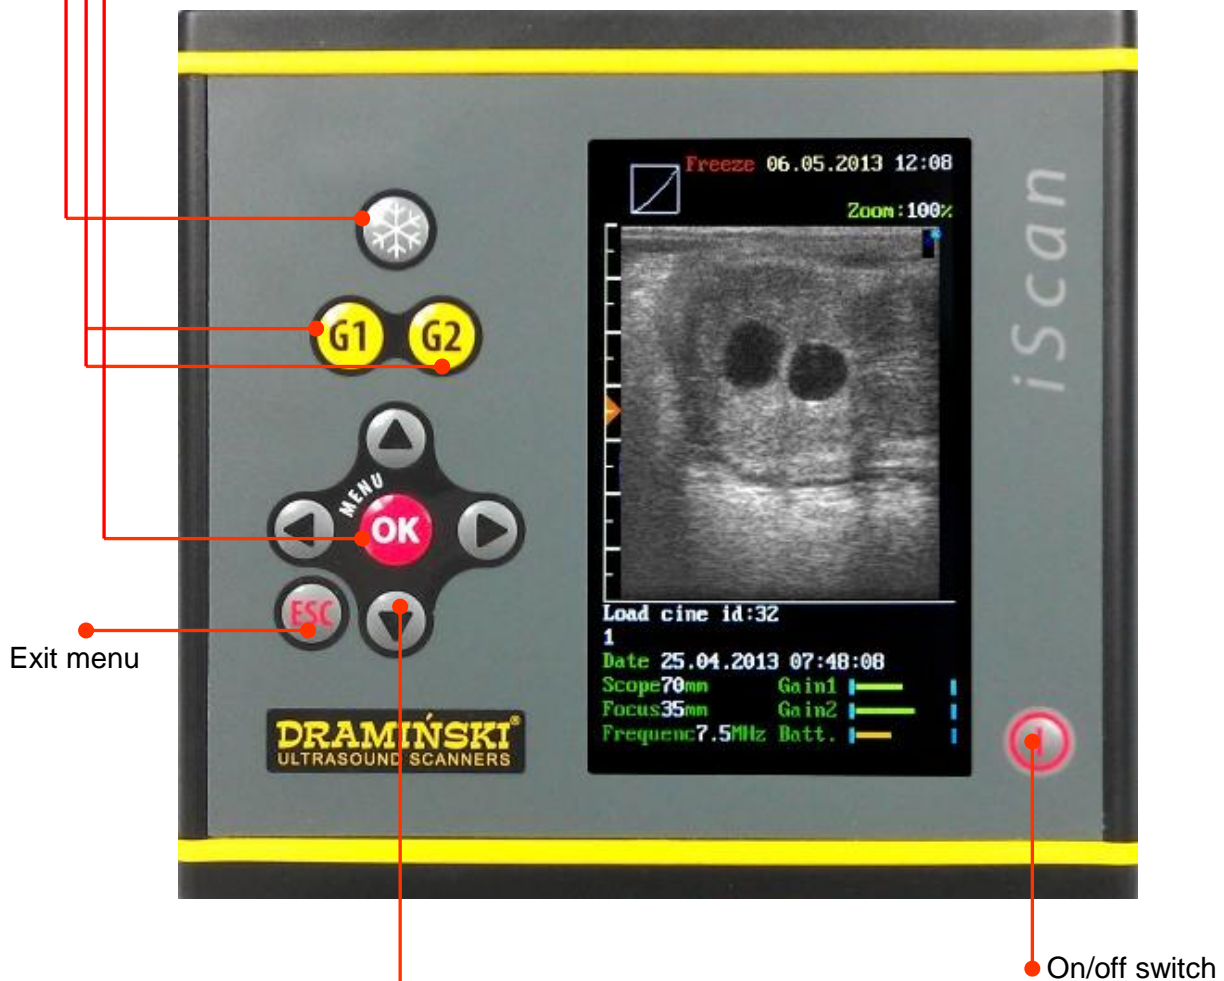 Freeze 06.05.2013 12:08
Zoom:100%
G1 G2
MENU
OK
ESC
Exit menu
iScan
Load cine id:32
1
Date 25.04.2013 07:48:08
Scope70mm Gain1
Focus35mm Gain2
Frequenc7.5MHz Batt.
DRAMIŃSKI®
ULTRASOUND SCANNERS
On/off switch